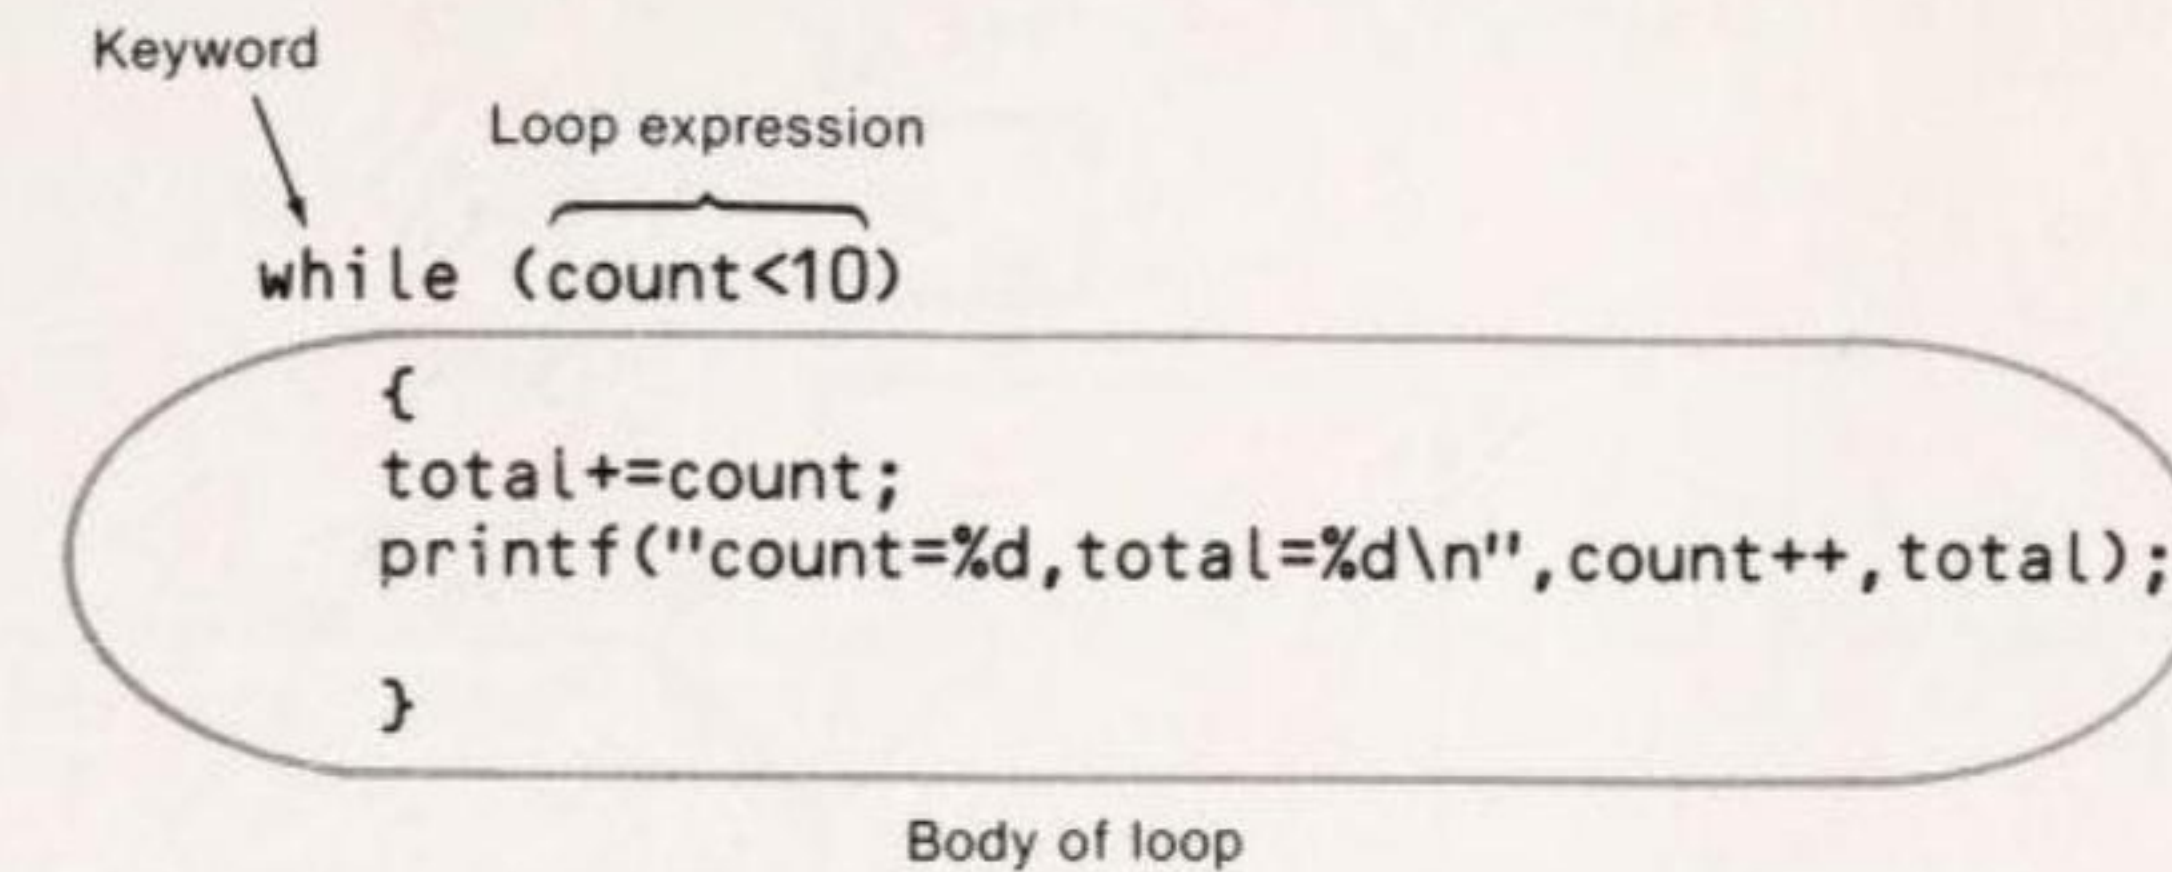 Keyword
Loop expression
while (count<10)
{
total+=count;
printf("count=%d,total=%d\n",count++,total);
}
Body of loop